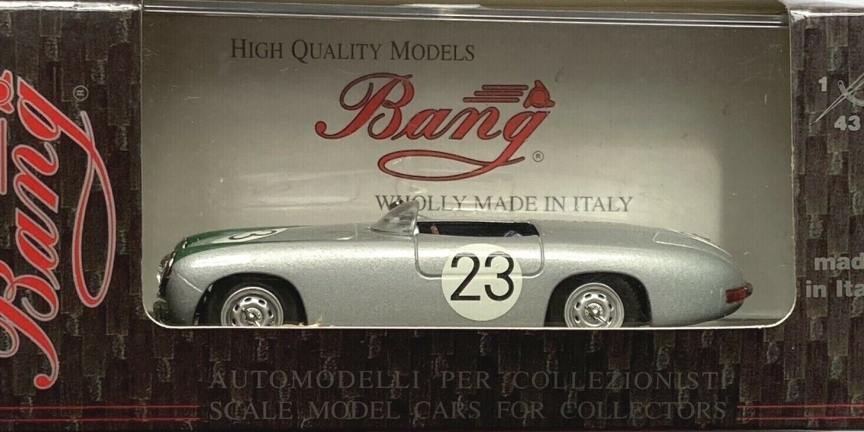 HIGH QUALITY MODELS
Bang®
WHOLLY MADE IN ITALY
Bang®
1
43
made
in Ita
23
23
AUTOMODELLI PER COLLEZIONISTI
SCALE MODEL CARS FOR COLLECTORS